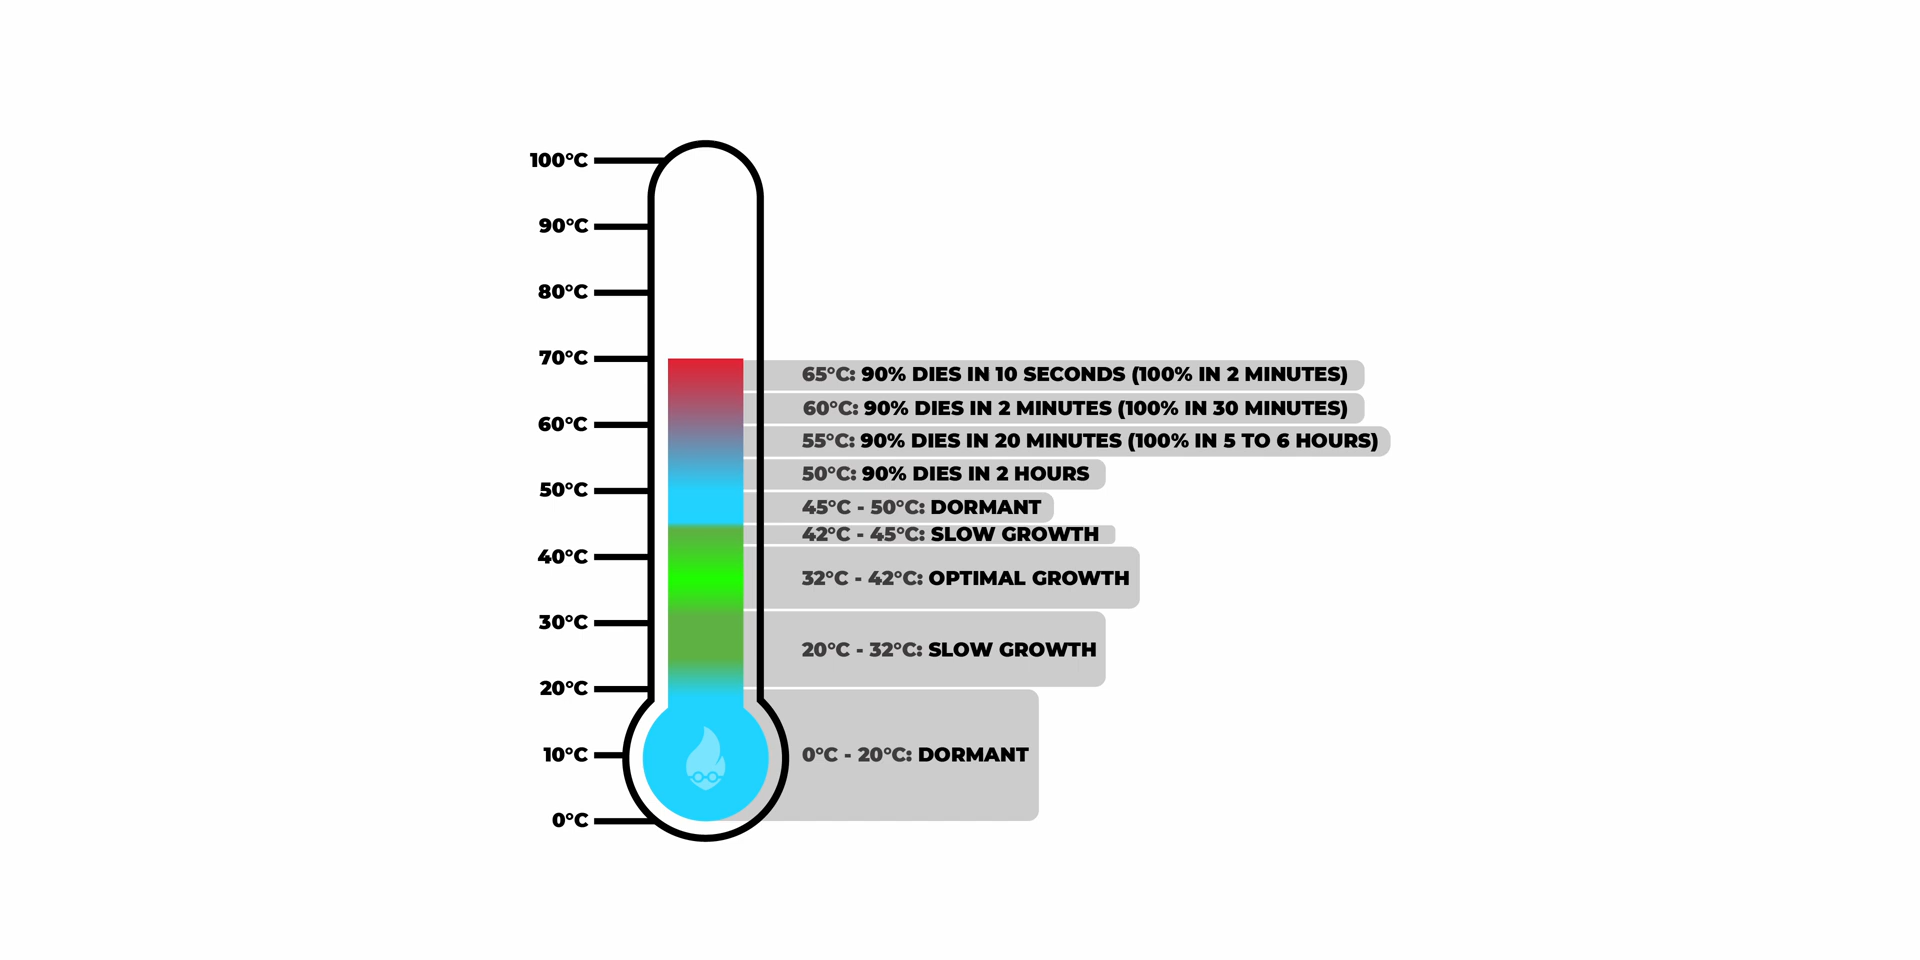 100°C
90°C
80°C
70°C
65°C: 90% DIES IN 10 SECONDS (100% IN 2 MINUTES)
60°C: 90% DIES IN 2 MINUTES (100% IN 30 MINUTES)
60°C
55°C: 90% DIES IN 20 MINUTES (100% IN 5 TO 6 HOURS)
50°C: 90% DIES IN 2 HOURS
50°C
45°C - 50°C: DORMANT
42°C - 45°C: SLOW GROWTH
40°C
32°C - 42°C: OPTIMAL GROWTH
30°C
20°C - 32°C: SLOW GROWTH
20°C
10°C
0°C - 20°C: DORMANT
0°C